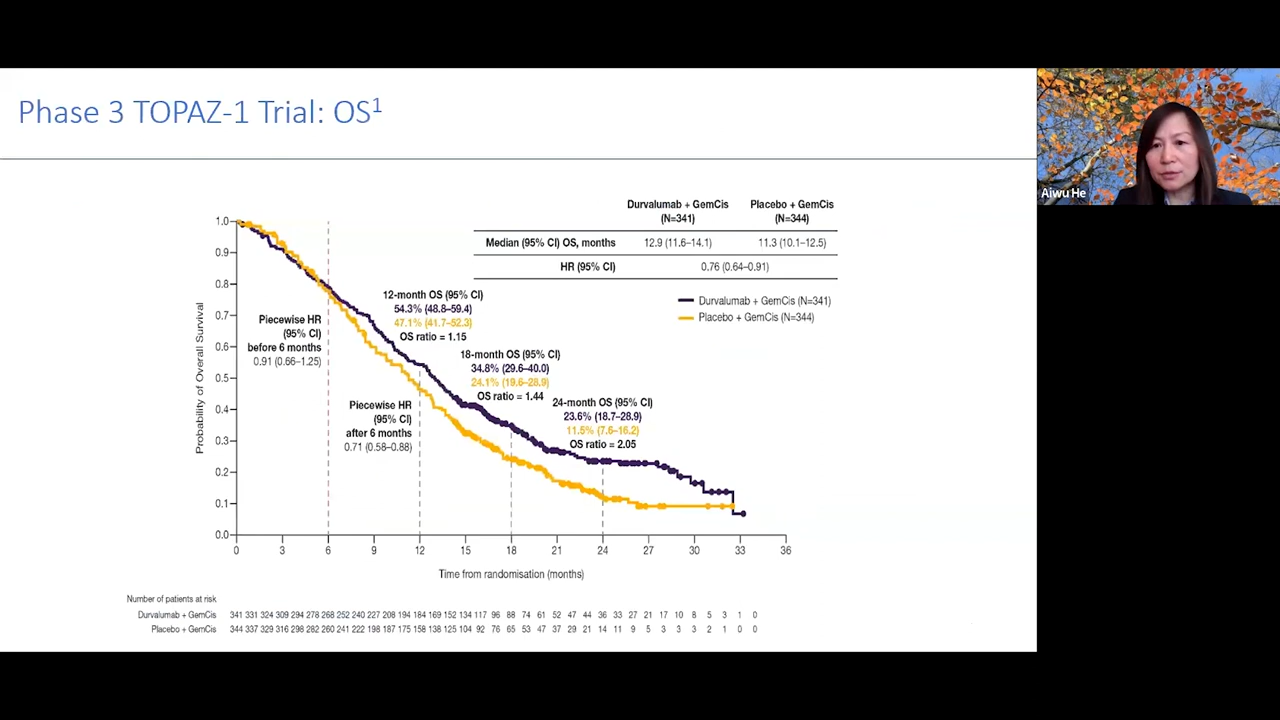 Phase 3 TOPAZ-1 Trial: OS1
Aiwu He
Durvalumab + GemCis (N=341)
Placebo + GemCis (N=344)
Median (95% CI) OS, months 12.9 (11.6–14.1) 11.3 (10.1–12.5)
HR (95% CI) 0.76 (0.64–0.91)
Durvalumab + GemCis (N=341)
Placebo + GemCis (N=344)
12-month OS (95% CI)
54.3% (48.8–59.4)
47.1% (41.7–52.3)
OS ratio = 1.15
18-month OS (95% CI)
34.8% (29.6–40.0)
24.1% (19.6–28.9)
OS ratio = 1.44
24-month OS (95% CI)
23.6% (18.7–28.9)
11.5% (7.6–16.2)
OS ratio = 2.05
Piecewise HR
(95% CI)
before 6 months
0.91 (0.66–1.25)
Piecewise HR
(95% CI)
after 6 months
0.71 (0.58–0.88)
Probability of Overall Survival
1.0
0.9
0.8
0.7
0.6
0.5
0.4
0.3
0.2
0.1
0.0
0 3 6 9 12 15 18 21 24 27 30 33 36
Time from randomisation (months)
Number of patients at risk
Durvalumab + GemCis 341 331 324 309 294 278 268 252 240 227 208 194 184 169 152 134 117 96 88 74 61 52 47 44 36 33 27 21 17 10 8 5 3 1 0
Placebo + GemCis 344 337 329 316 298 282 260 241 222 198 187 175 158 138 125 104 92 76 65 53 47 37 29 21 14 11 9 5 3 3 3 2 1 0 0